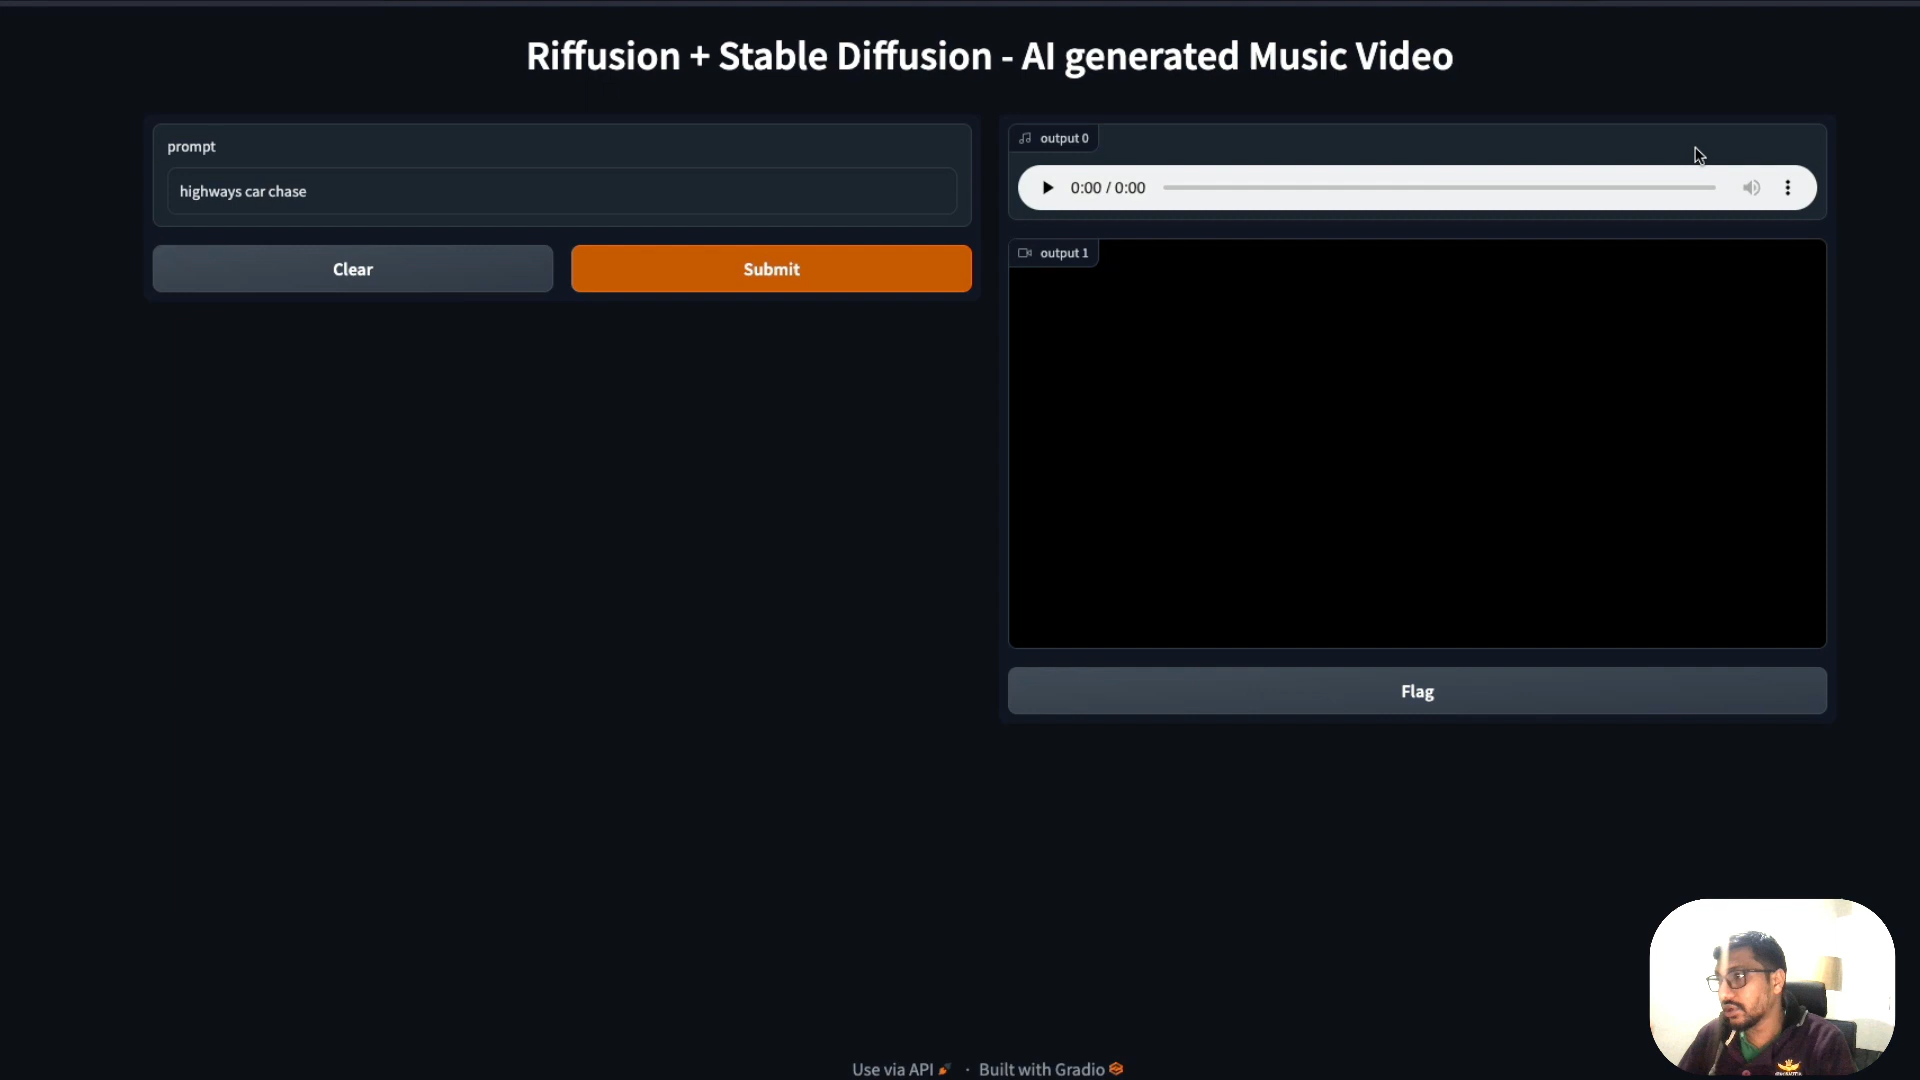 Riffusion + Stable Diffusion - AI generated Music Video
prompt
highways car chase
Clear
Submit
output 0
0:00 / 0:00
output 1
Flag
Use via API · Built with Gradio